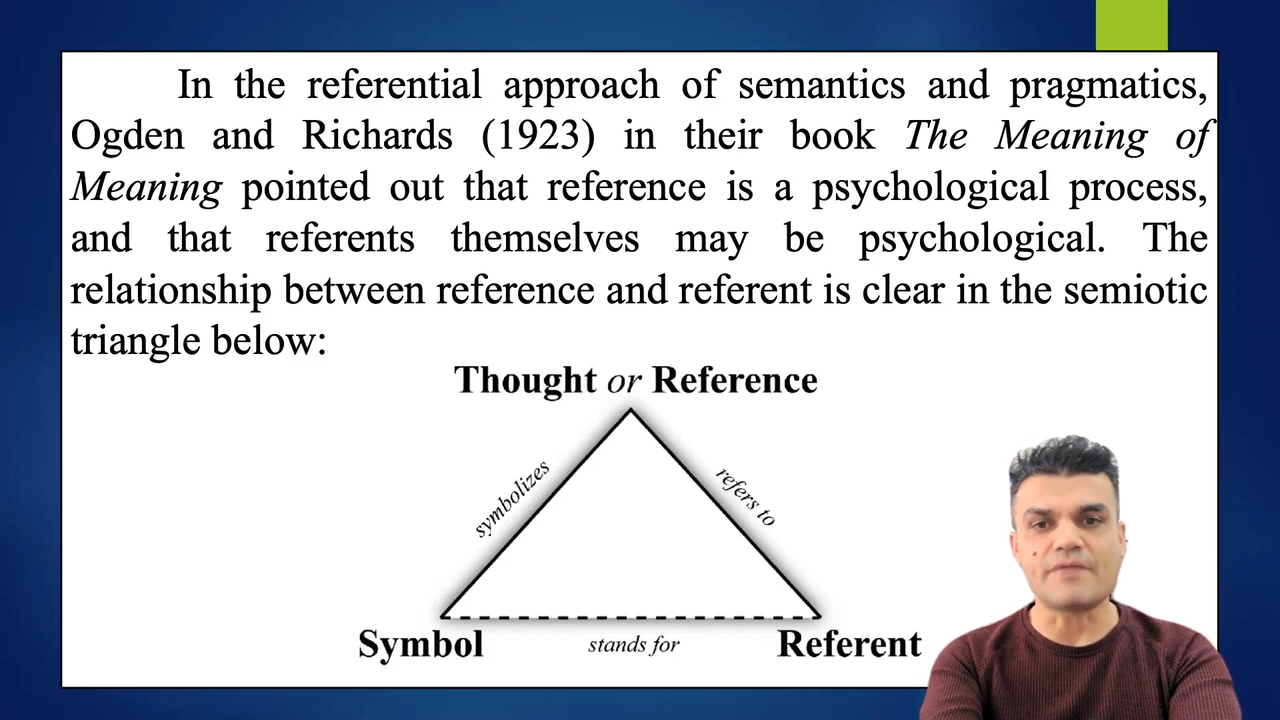 In the referential approach of semantics and pragmatics,
Ogden and Richards (1923) in their book The Meaning of
Meaning pointed out that reference is a psychological process,
and that referents themselves may be psychological. The
relationship between reference and referent is clear in the semiotic
triangle below:
Thought or Reference
symbolizes
refers to
Symbol
stands for
Referent